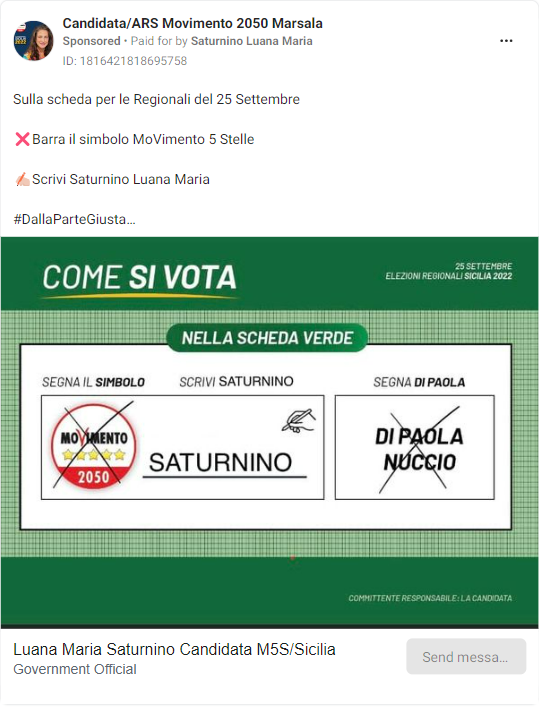 Candidata/ARS Movimento 2050 Marsala
Sponsored • Paid for by Saturnino Luana Maria
ID: 1816421818695758
Sulla scheda per le Regionali del 25 Settembre
❌Barra il simbolo MoVimento 5 Stelle
✍🏻Scrivi Saturnino Luana Maria
#DallaParteGiusta...
COME SI VOTA
25 SETTEMBRE
ELEZIONI REGIONALI SICILIA 2022
NELLA SCHEDA VERDE
SEGNA IL SIMBOLO
SCRIVI SATURNINO
SEGNA DI PAOLA
MOVIMENTO
2050
SATURNINO
DI PAOLA
NUCCIO
COMMITTENTE RESPONSABILE: LA CANDIDATA
Luana Maria Saturnino Candidata M5S/Sicilia
Government Official
Send messa...